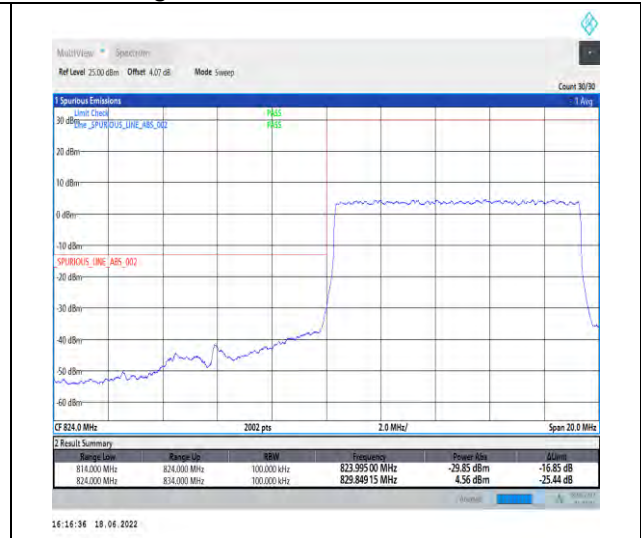 MultiView Spectrum
Ref Level 25.00 dBm Offset 4.07 dB Mode Sweep
Count 30/30
1 Spurious Emissions 1 Avg
Limit Check PASS
30 dBm
Line _SPURIOUS_LINE_ABS_002 PASS
20 dBm
10 dBm
0 dBm
-10 dBm
_SPURIOUS_LINE_ABS_002
-20 dBm
-30 dBm
-40 dBm
-50 dBm
-60 dBm
CF 824.0 MHz 2002 pts 2.0 MHz/ Span 20.0 MHz
2 Result Summary
Range Low Range Up RBW Frequency Power Abs ΔLimit
814.000 MHz 824.000 MHz 100.000 kHz 823.99500 MHz -29.85 dBm -16.85 dB
824.000 MHz 834.000 MHz 100.000 kHz 829.84915 MHz 4.56 dBm -25.44 dB
16:16:36 18.06.2022